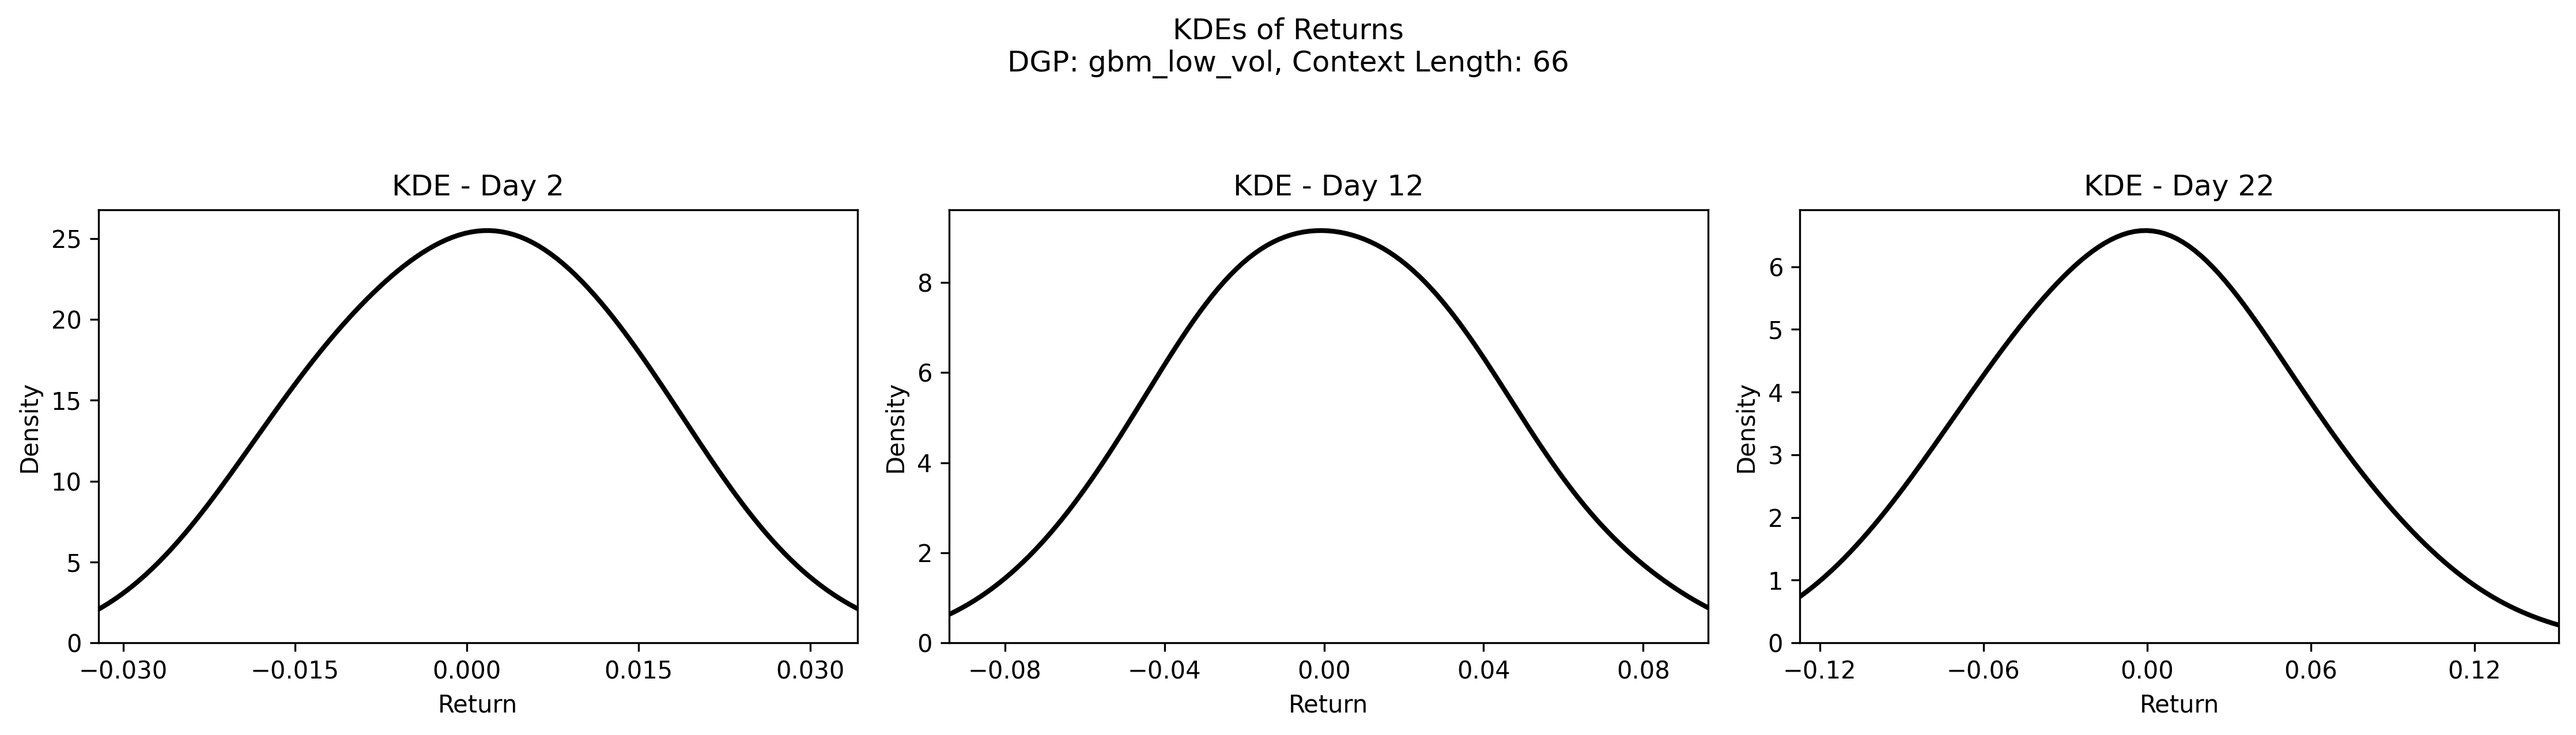 KDEs of Returns
DGP: gbm_low_vol, Context Length: 66
KDE - Day 2
25
20
15
10
5
0
Density
−0.030 −0.015 0.000 0.015 0.030
Return
KDE - Day 12
8
6
4
2
0
Density
−0.08 −0.04 0.00 0.04 0.08
Return
KDE - Day 22
6
5
4
3
2
1
0
Density
−0.12 −0.06 0.00 0.06 0.12
Return